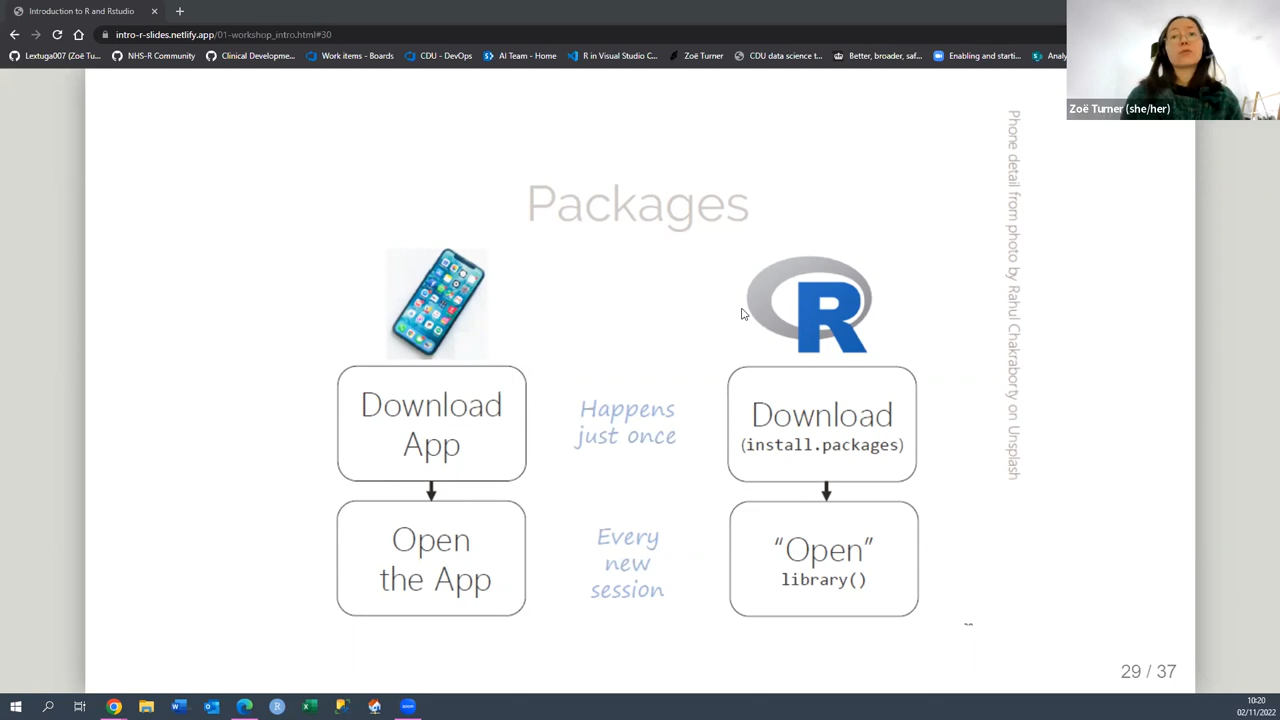 Introduction to R and Rstudio
intro-r-slides.netlify.app/01-workshop_intro.html#30
Lextuga007 (Zoë Tu...
NHS-R Community
Clinical Developme...
Work items - Boards
CDU - DevOps
AI Team - Home
R in Visual Studio C...
Zoë Turner
CDU data science t...
Better, broader, saf...
Enabling and starti...
Analy
Zoë Turner (she/her)
Packages
Phone detail from photo by Rahul Chakraborty on Unsplash
R
Download
App
Happens
just once
Download
(install.packages)
Open
the App
Every
new
session
“Open”
library()
29 / 37
10:20
02/11/2022